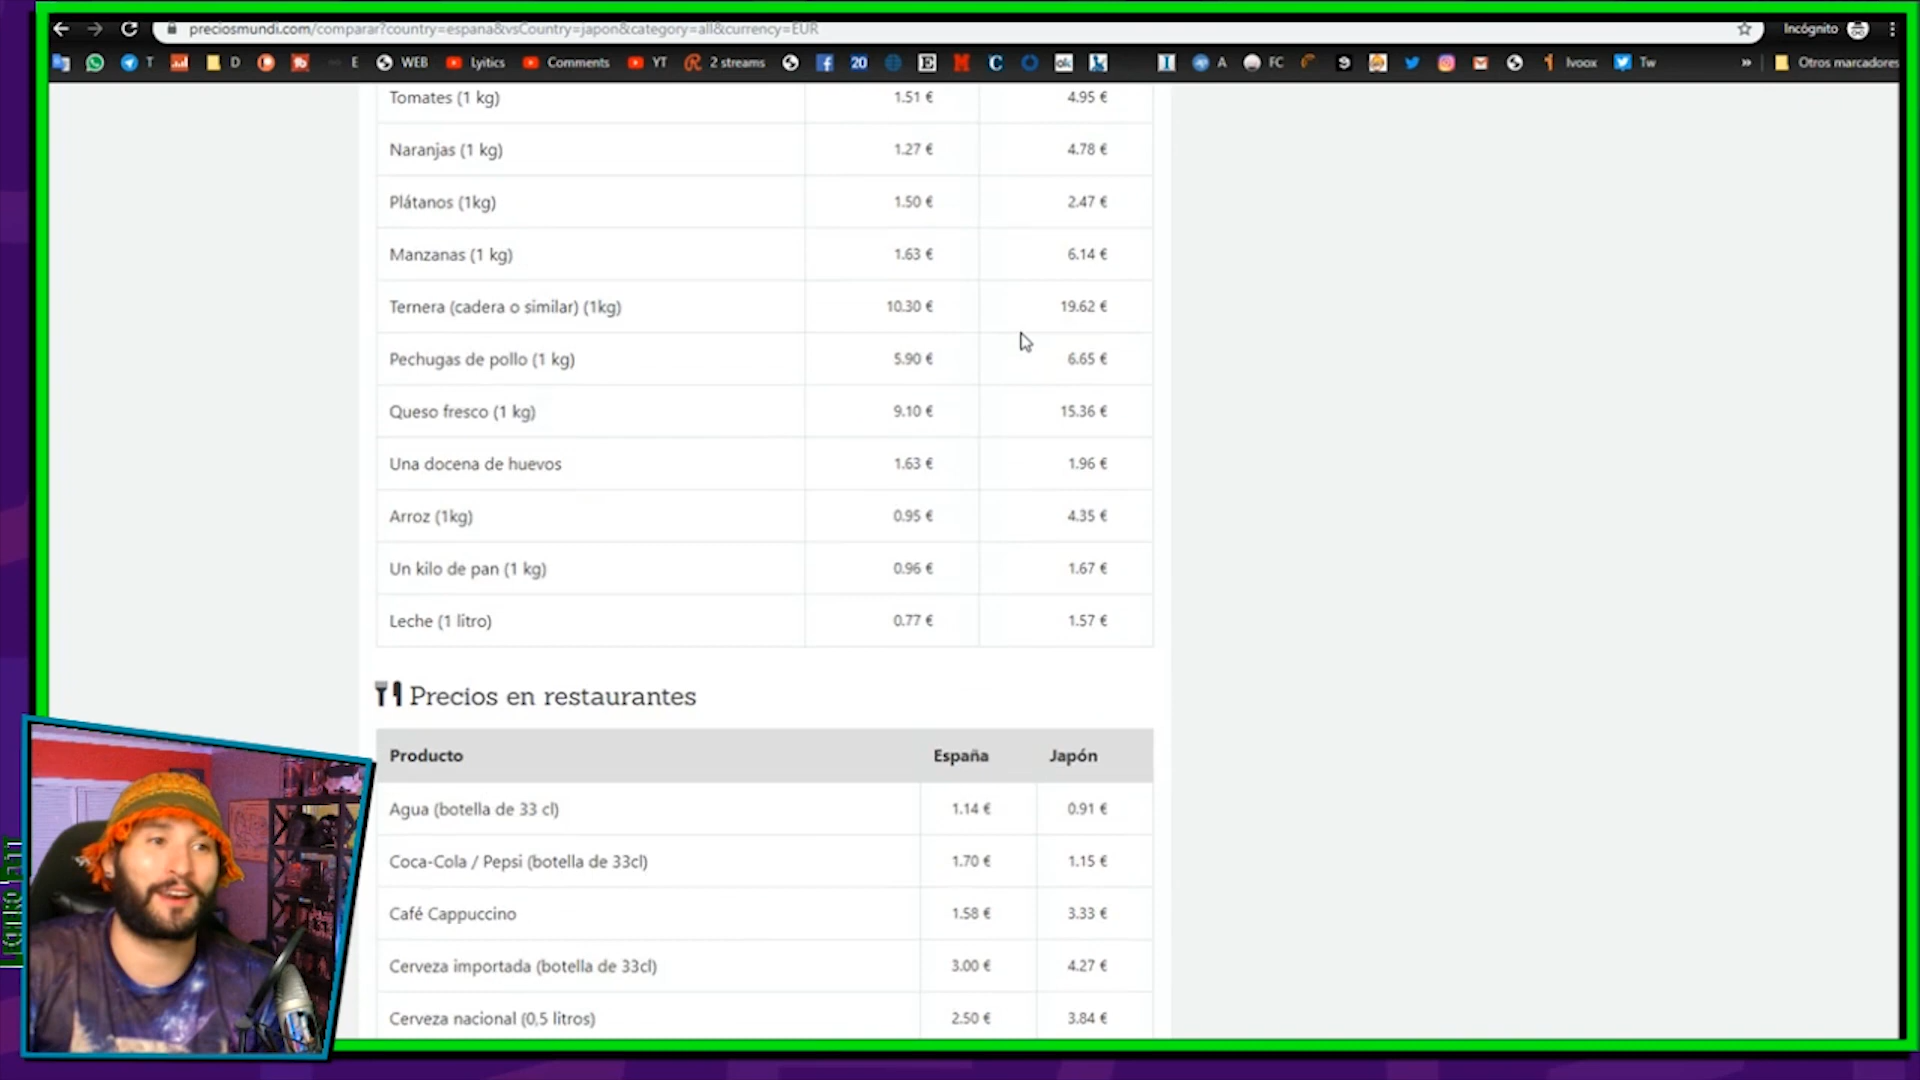 preciosmundi.com/comparar?country=espana&vsCountry=japon&category=all&currency=EUR
Incógnito
T
D
E
WEB
Lyitics
Comments
YT
2 streams
20
ok
A
FC
Ivoox
Tw
»
Otros marcadores
Tomates (1 kg) 1.51 € 4.95 €
Naranjas (1 kg) 1.27 € 4.78 €
Plátanos (1kg) 1.50 € 2.47 €
Manzanas (1 kg) 1.63 € 6.14 €
Ternera (cadera o similar) (1kg) 10.30 € 19.62 €
Pechugas de pollo (1 kg) 5.90 € 6.65 €
Queso fresco (1 kg) 9.10 € 15.36 €
Una docena de huevos 1.63 € 1.96 €
Arroz (1kg) 0.95 € 4.35 €
Un kilo de pan (1 kg) 0.96 € 1.67 €
Leche (1 litro) 0.77 € 1.57 €
Precios en restaurantes
Producto España Japón
Agua (botella de 33 cl) 1.14 € 0.91 €
Coca-Cola / Pepsi (botella de 33cl) 1.70 € 1.15 €
Café Cappuccino 1.58 € 3.33 €
Cerveza importada (botella de 33cl) 3.00 € 4.27 €
Cerveza nacional (0,5 litros) 2.50 € 3.84 €